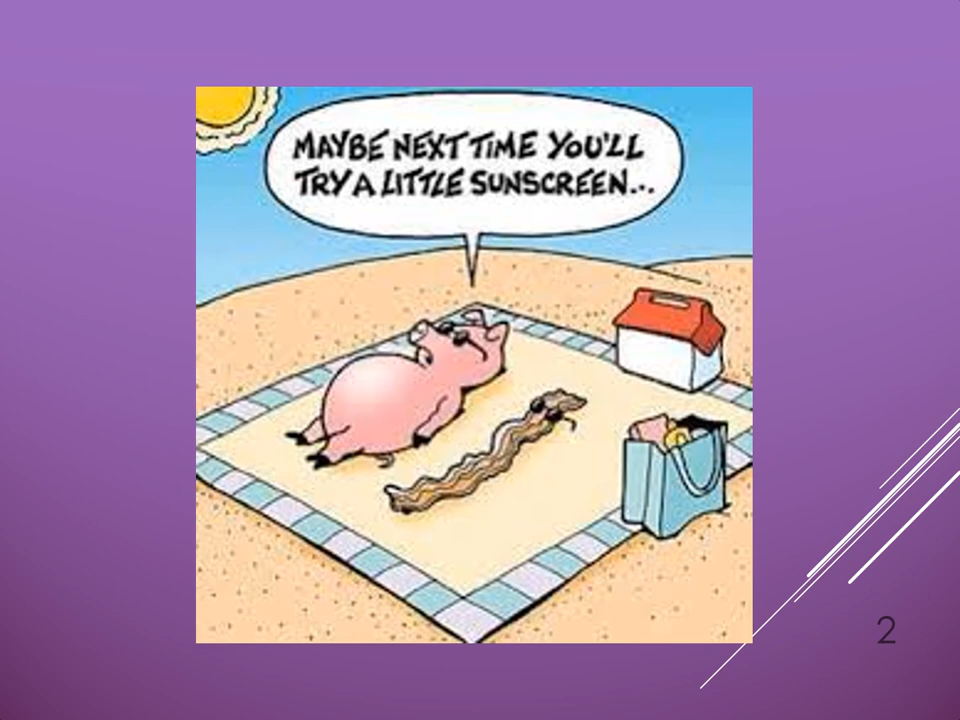 MAYBE NEXT TIME YOU'LL
TRY A LITTLE SUNSCREEN...
2